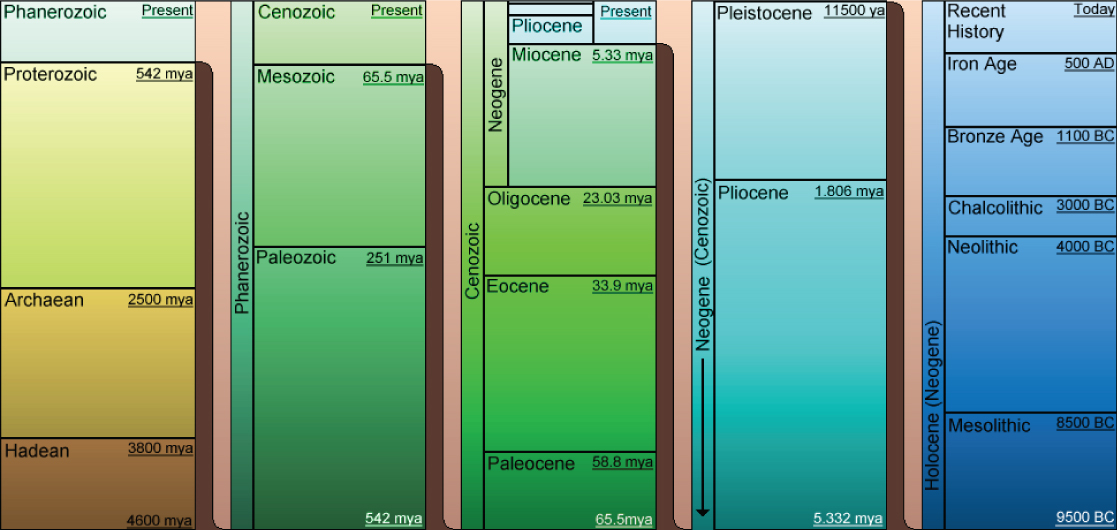 Phanerozoic Present
Proterozoic 542 mya
Archaean 2500 mya
Hadean 3800 mya
4600 mya
Phanerozoic
Cenozoic Present
Mesozoic 65.5 mya
Paleozoic 251 mya
542 mya
Cenozoic
Neogene
Present
Pliocene
Miocene 5.33 mya
Oligocene 23.03 mya
Eocene 33.9 mya
Paleocene 58.8 mya
65.5mya
Neogene (Cenozoic)
Pleistocene 11500 ya
Pliocene 1.806 mya
5.332 mya
Holocene (Neogene)
Recent Today
History
Iron Age 500 AD
Bronze Age 1100 BC
Chalcolithic 3000 BC
Neolithic 4000 BC
Mesolithic 8500 BC
9500 BC